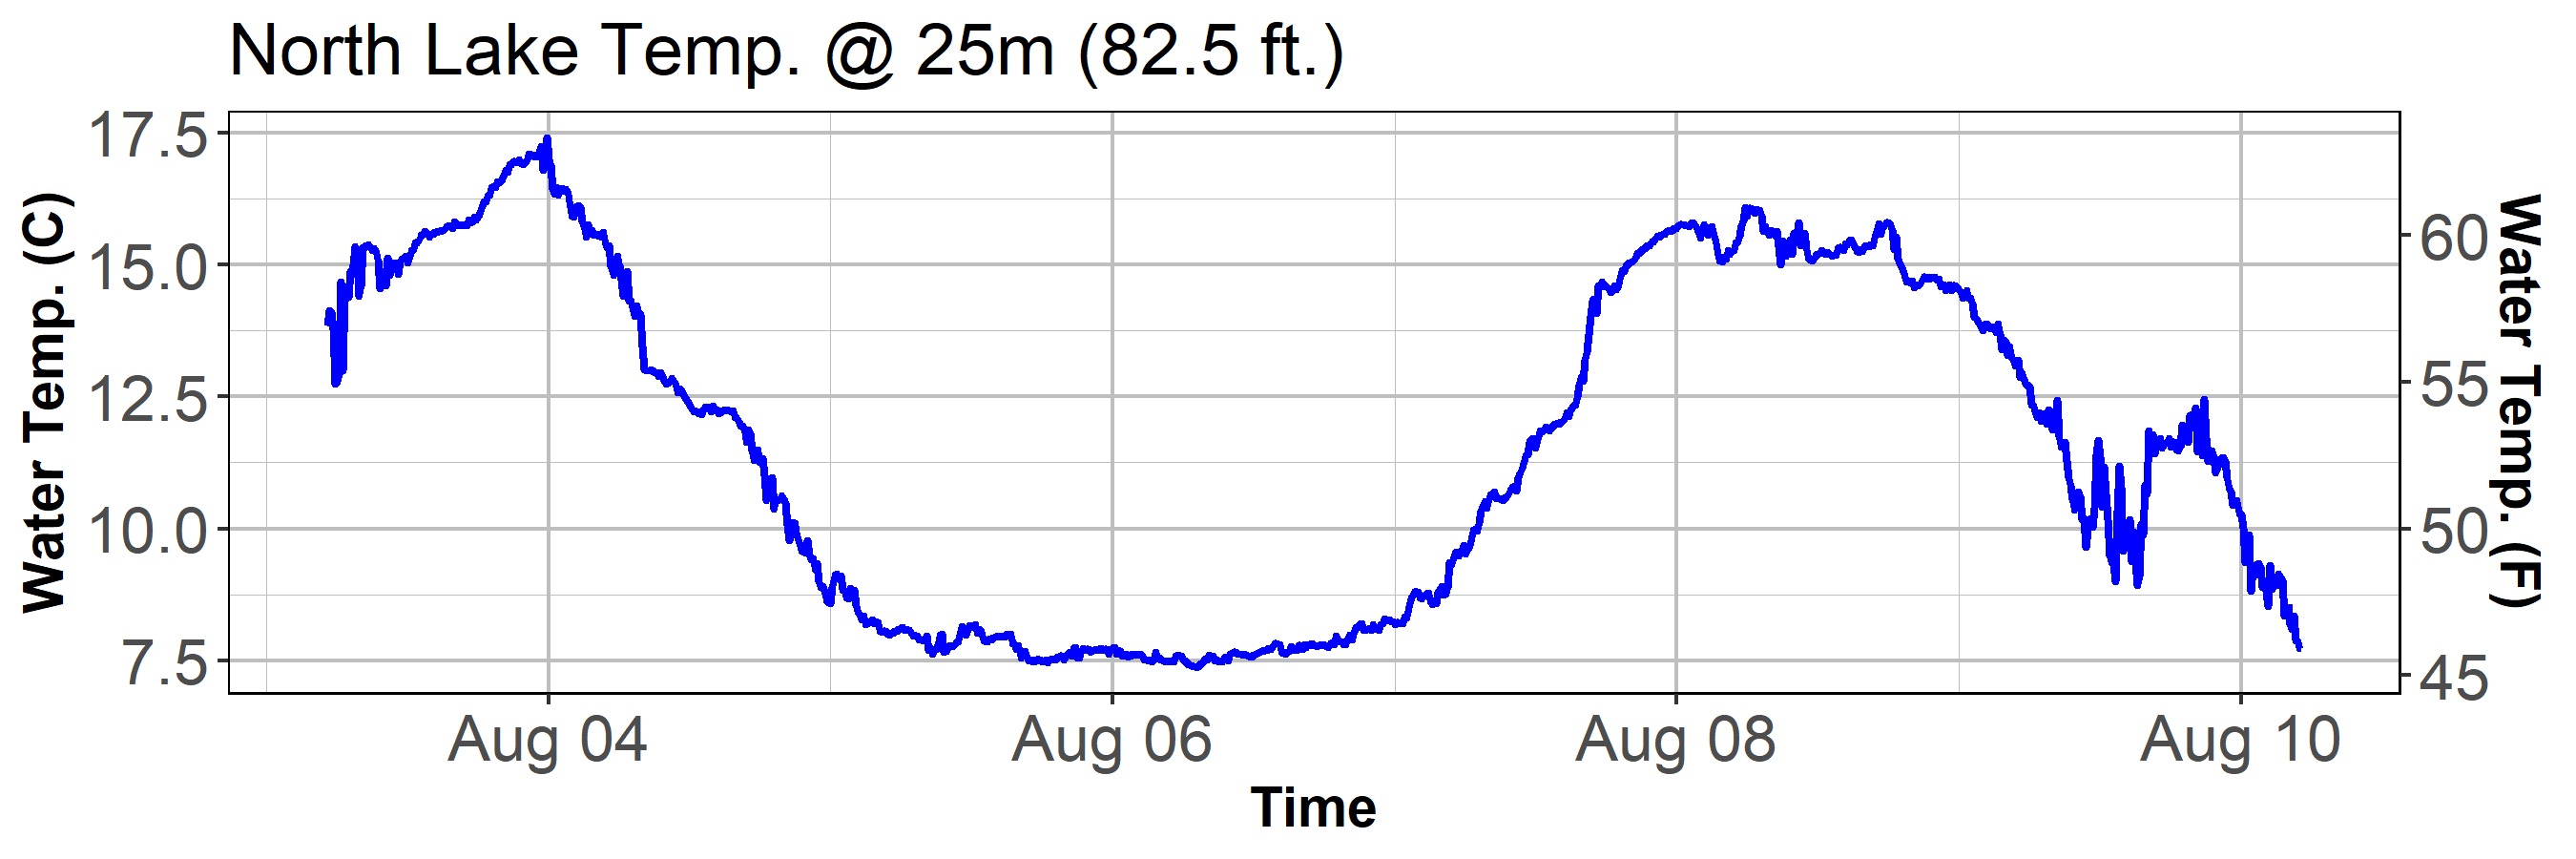 North Lake Temp. @ 25m (82.5 ft.)
Water Temp. (C)
17.5
15.0
12.5
10.0
7.5
60
55
50
45
Water Temp. (F)
Aug 04 Aug 06 Aug 08 Aug 10
Time